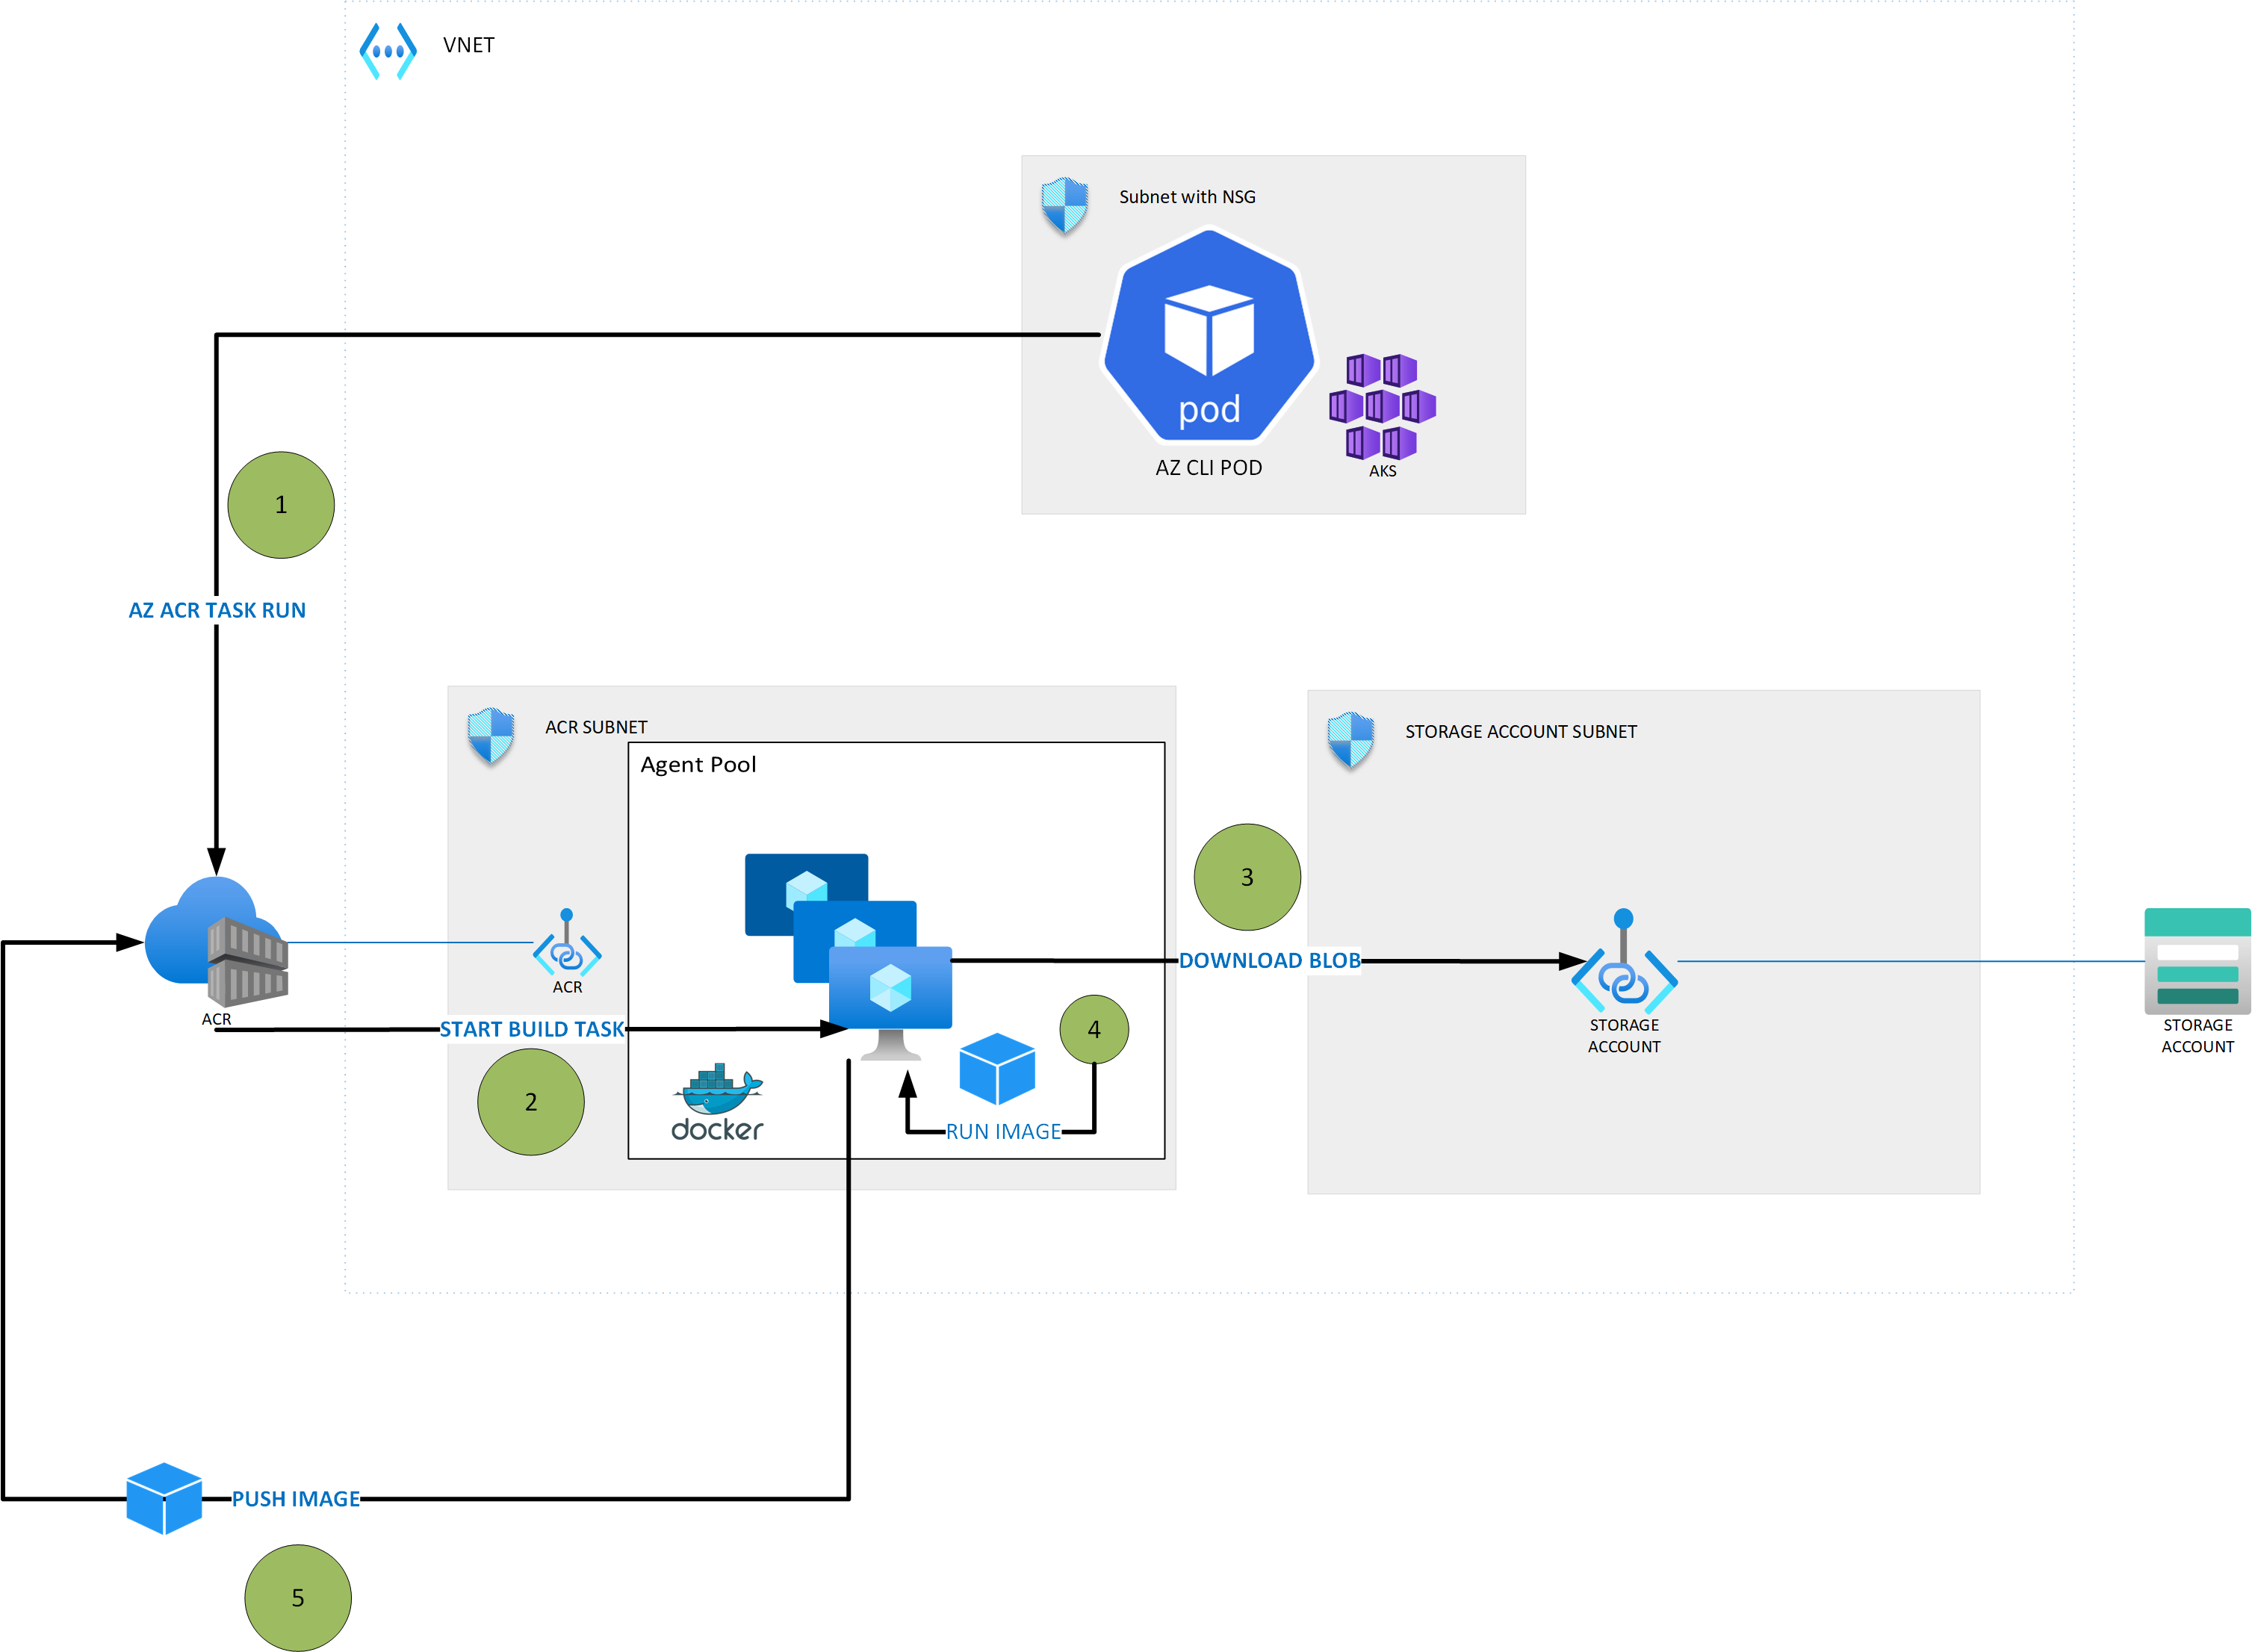 VNET
Subnet with NSG
pod
AZ CLI POD
AKS
1
AZ ACR TASK RUN
ACR SUBNET
STORAGE ACCOUNT SUBNET
Agent Pool
3
DOWNLOAD BLOB
ACR
ACR
START BUILD TASK
4
STORAGE
ACCOUNT
STORAGE
ACCOUNT
2
docker
RUN IMAGE
PUSH IMAGE
5